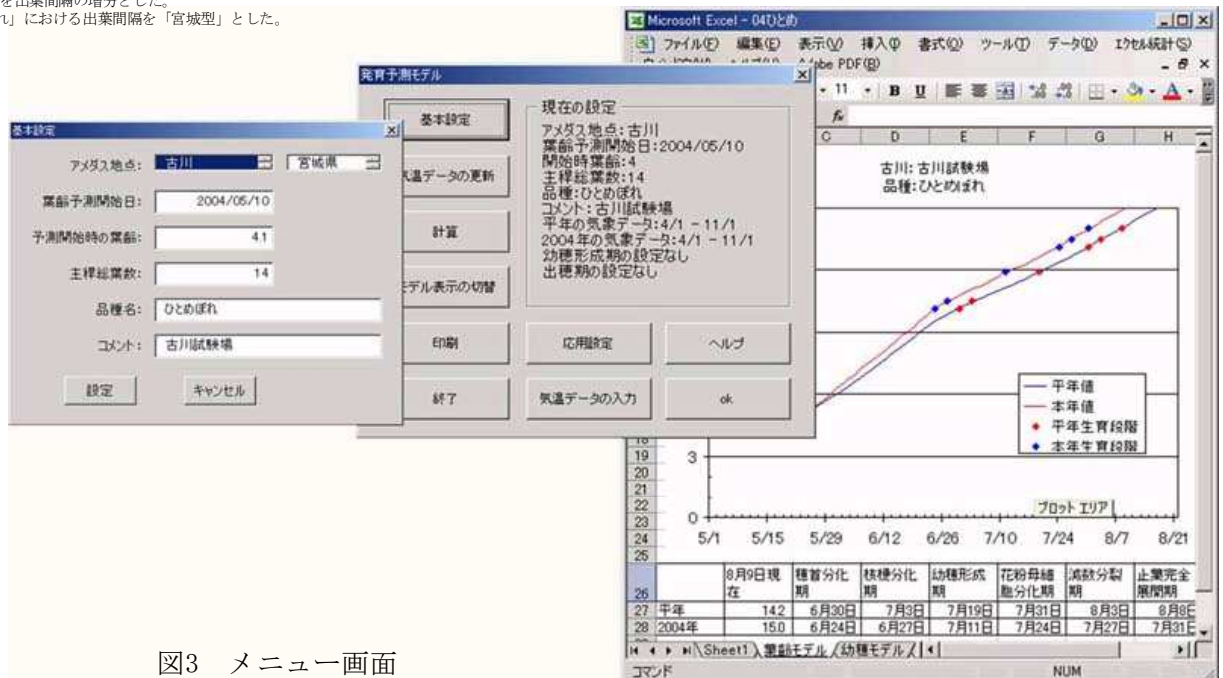 を出葉間隔の増分とした。
れ」における出葉間隔を「宮城型」とした。
基本設定
アメダス地点:
古川
宮城県
葉齢予測開始日:
2004/05/10
予測開始時の葉齢:
4.1
主稈総葉数:
14
品種名:
ひとめぼれ
コメント:
古川試験場
設定
キャンセル
発育予測モデル
基本設定
気温データの更新
計算
モデル表示の切替
印刷
終了
現在の設定
アメダス地点:古川
葉齢予測開始日:2004/05/10
開始時葉齢:4
主稈総葉数:14
品種:ひとめぼれ
コメント:古川試験場
平年の気象データ:4/1 - 11/1
2004年の気象データ:4/1 - 11/1
幼穂形成期の設定なし
出穂期の設定なし
応用設定
ヘルプ
気温データの入力
ok
Microsoft Excel - 04ひとめ
ファイル(F) 編集(E) 表示(V) 挿入(I) 書式(O) ツール(T) データ(D) エクセル統計(S)
Adobe PDF(B)
11 B U
fx
C D E F G H
古川: 古川試験場
品種:ひとめぼれ
平年値
本年値
平年生育段階
本年生育段階
プロット エリア
3
0
5/1 5/15 5/29 6/12 6/26 7/10 7/24 8/7 8/21
18
19
20
21
22
23
24
25
26 8月9日現在 穂首分化期 枝梗分化期 幼穂形成期 花粉母細胞分化期 減数分裂期 止葉完全展開期
27 平年 14.2 6月30日 7月3日 7月19日 7月31日 8月3日 8月8日
28 2004年 15.0 6月24日 6月27日 7月11日 7月24日 7月27日 7月31日
Sheet1 葉齢モデル 幼穂モデル
コマンド NUM
図3 メニュー画面